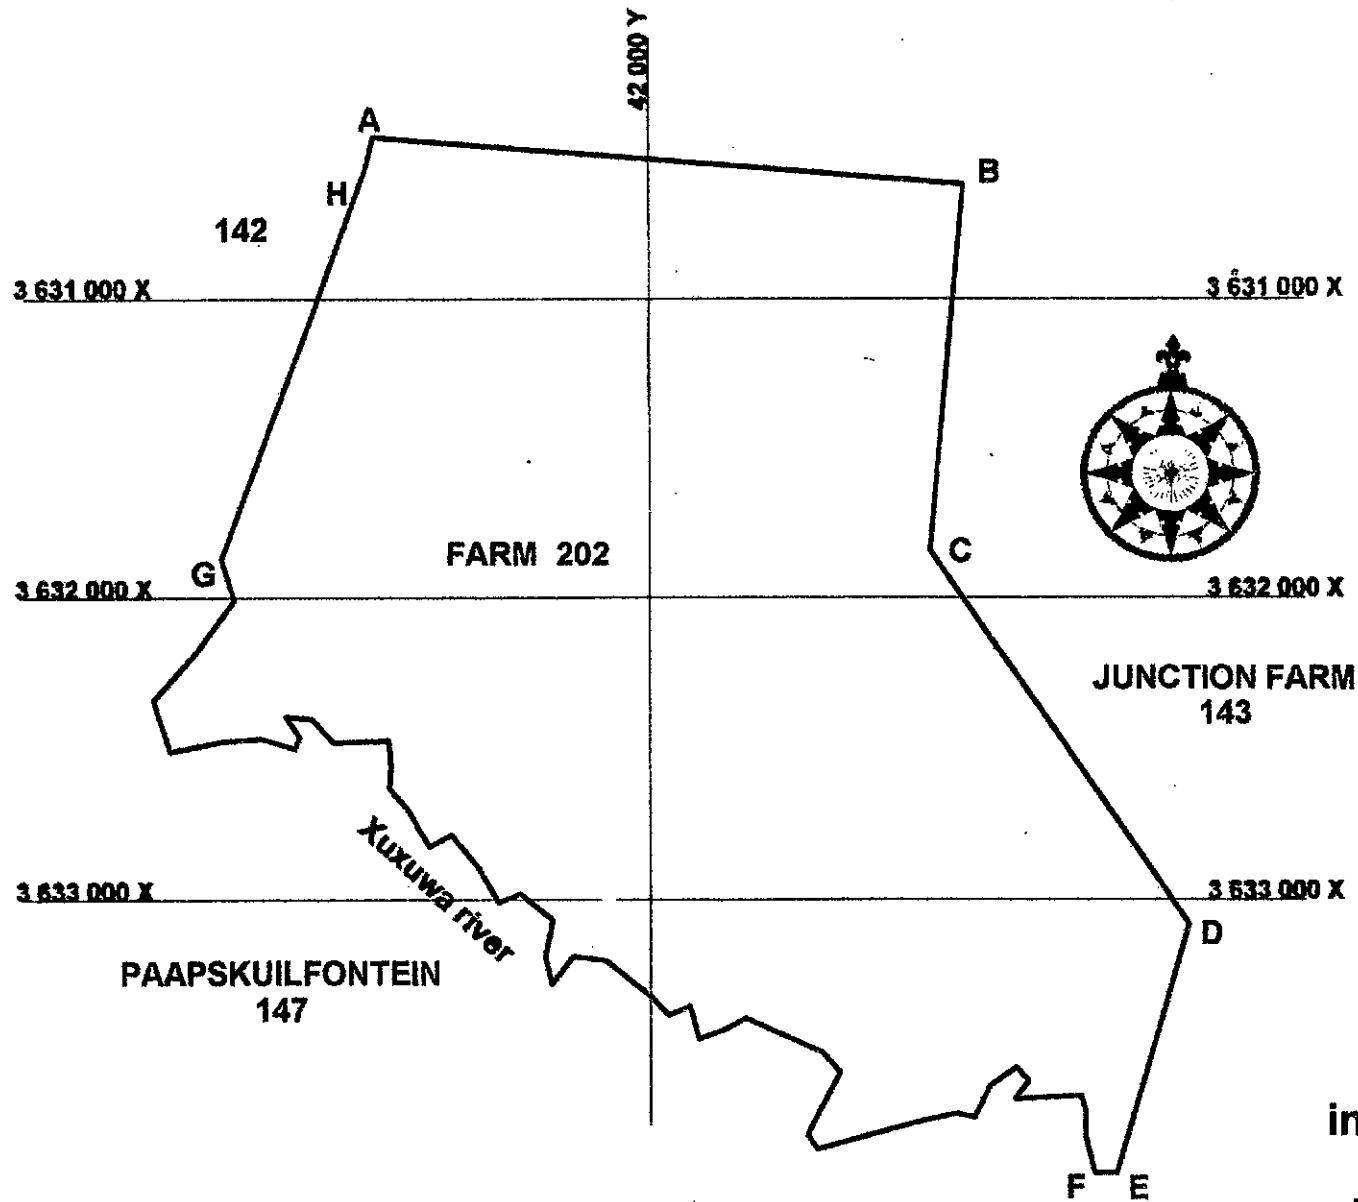 42 000 Y
A
B
H
142
3 631 000 X
3 631 000 X
FARM 202
C
G
3 632 000 X
3 632 000 X
JUNCTION FARM
143
Xuxuwa river
3 633 000 X
3 633 000 X
D
PAAPSKUILFONTEIN
147
F
E